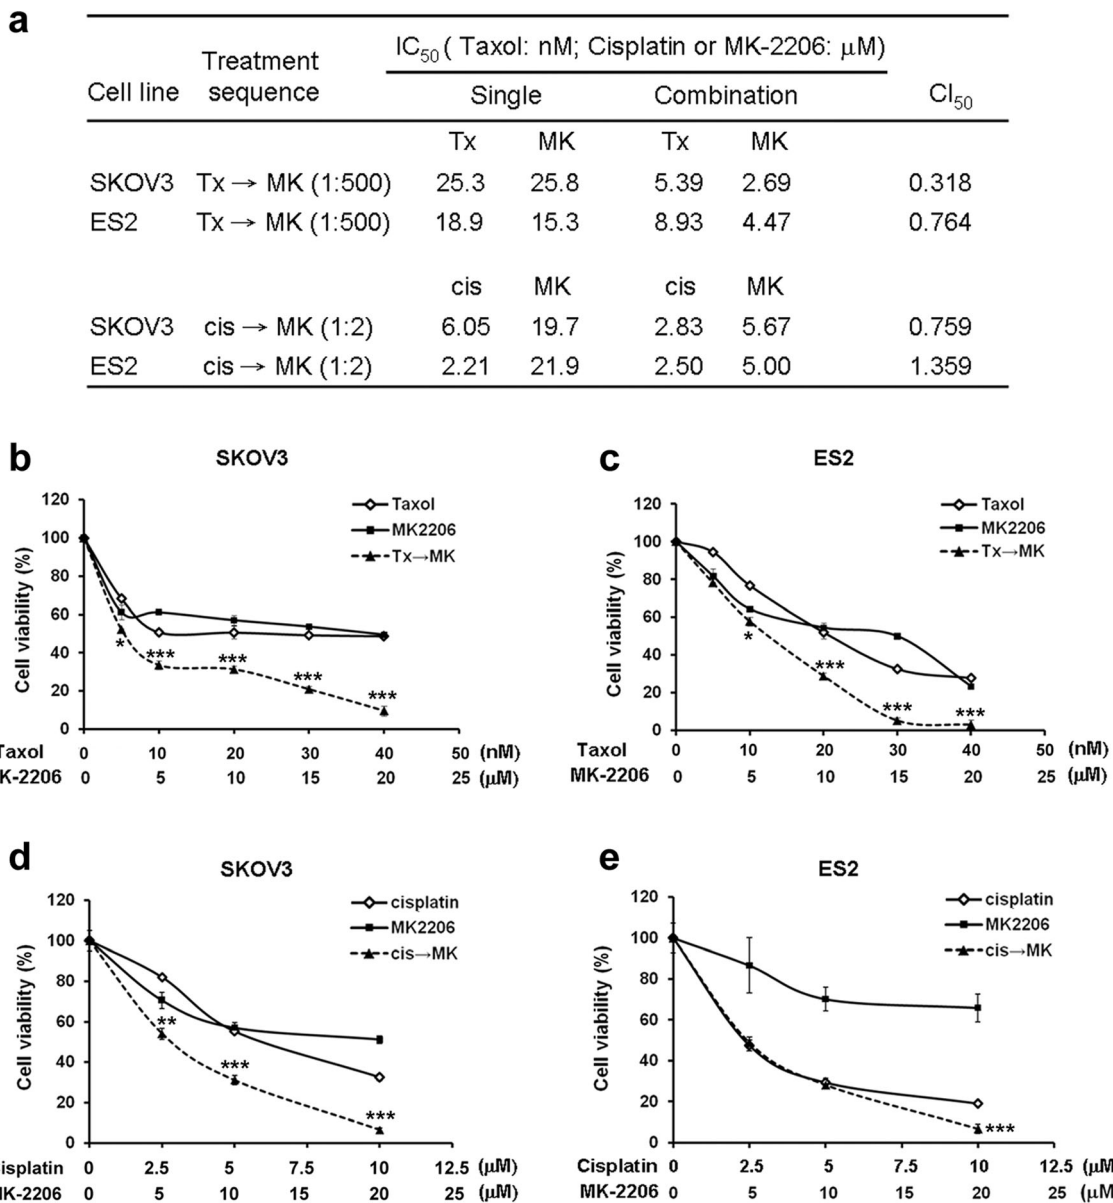 a
IC50 ( Taxol: nM; Cisplatin or MK-2206: μM)
Cell line Treatment sequence Single Combination CI50
Tx MK Tx MK
SKOV3 Tx → MK (1:500) 25.3 25.8 5.39 2.69 0.318
ES2 Tx → MK (1:500) 18.9 15.3 8.93 4.47 0.764
cis MK cis MK
SKOV3 cis → MK (1:2) 6.05 19.7 2.83 5.67 0.759
ES2 cis → MK (1:2) 2.21 21.9 2.50 5.00 1.359
b
SKOV3
Cell viability (%)
120
100
80
60
40
20
0
Taxol
MK2206
Tx→MK
* *** *** *** ***
0 10 20 30 40 50 (nM)
0 5 10 15 20 25 (μM)
c
ES2
Cell viability (%)
120
100
80
60
40
20
0
Taxol
MK2206
Tx→MK
* *** *** ***
Taxol 0 10 20 30 40 50 (nM)
MK-2206 0 5 10 15 20 25 (μM)
d
SKOV3
Cell viability (%)
120
100
80
60
40
20
0
cisplatin
MK2206
cis→MK
** *** ***
0 2.5 5 7.5 10 12.5 (μM)
0 5 10 15 20 25 (μM)
e
ES2
Cell viability (%)
120
100
80
60
40
20
0
cisplatin
MK2206
cis→MK
***
Cisplatin 0 2.5 5 7.5 10 12.5 (μM)
MK-2206 0 5 10 15 20 25 (μM)